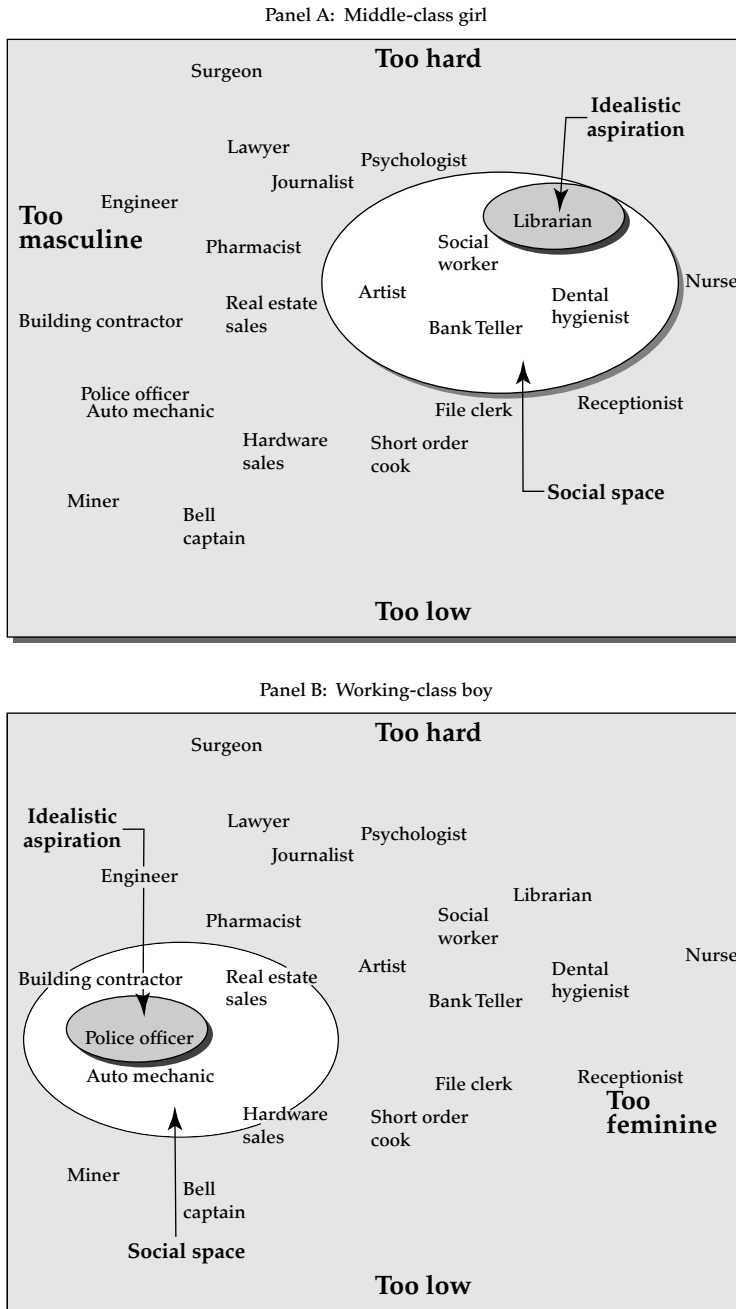 Panel A: Middle-class girl
Too hard
Surgeon
Idealistic
aspiration
Lawyer
Psychologist
Journalist
Engineer
Too
masculine
Librarian
Pharmacist
Social
worker
Nurse
Artist
Dental
hygienist
Real estate
sales
Building contractor
Bank Teller
Police officer
Auto mechanic
File clerk
Receptionist
Hardware
sales
Short order
cook
Social space
Miner
Bell
captain
Too low
Panel B: Working-class boy
Too hard
Surgeon
Idealistic
aspiration
Lawyer
Psychologist
Journalist
Engineer
Librarian
Pharmacist
Social
worker
Nurse
Artist
Dental
hygienist
Building contractor
Real estate
sales
Bank Teller
Police officer
Auto mechanic
File clerk
Receptionist
Too
feminine
Hardware
sales
Short order
cook
Miner
Bell
captain
Social space
Too low